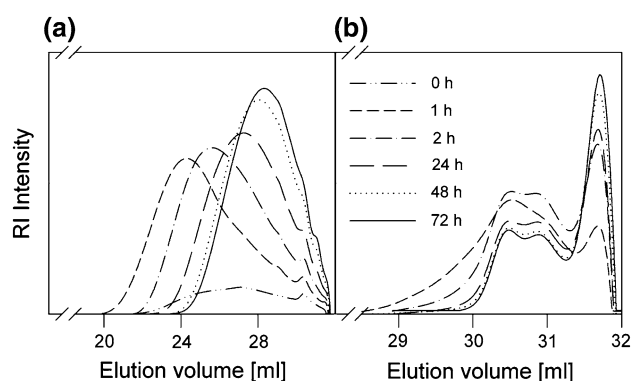 (a)
(b)
RI Intensity
0 h
1 h
2 h
24 h
48 h
72 h
20 24 28 29 30 31 32
Elution volume [ml] Elution volume [ml]